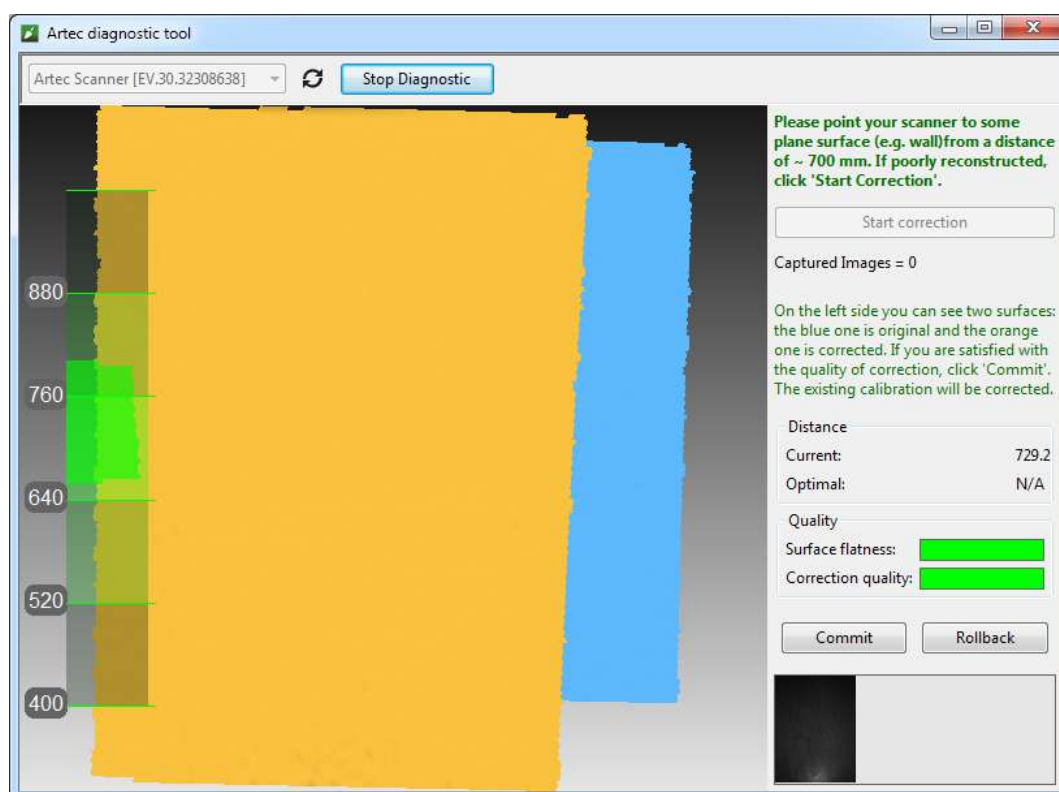 Artec diagnostic tool
Artec Scanner [EV.30.32308638]
Stop Diagnostic
Please point your scanner to some
plane surface (e.g. wall)from a distance
of ~ 700 mm. If poorly reconstructed,
click 'Start Correction'.
Start correction
Captured Images = 0
On the left side you can see two surfaces:
the blue one is original and the orange
one is corrected. If you are satisfied with
the quality of correction, click 'Commit'.
The existing calibration will be corrected.
Distance
Current: 729.2
Optimal: N/A
Quality
Surface flatness:
Correction quality:
Commit Rollback
880
760
640
520
400